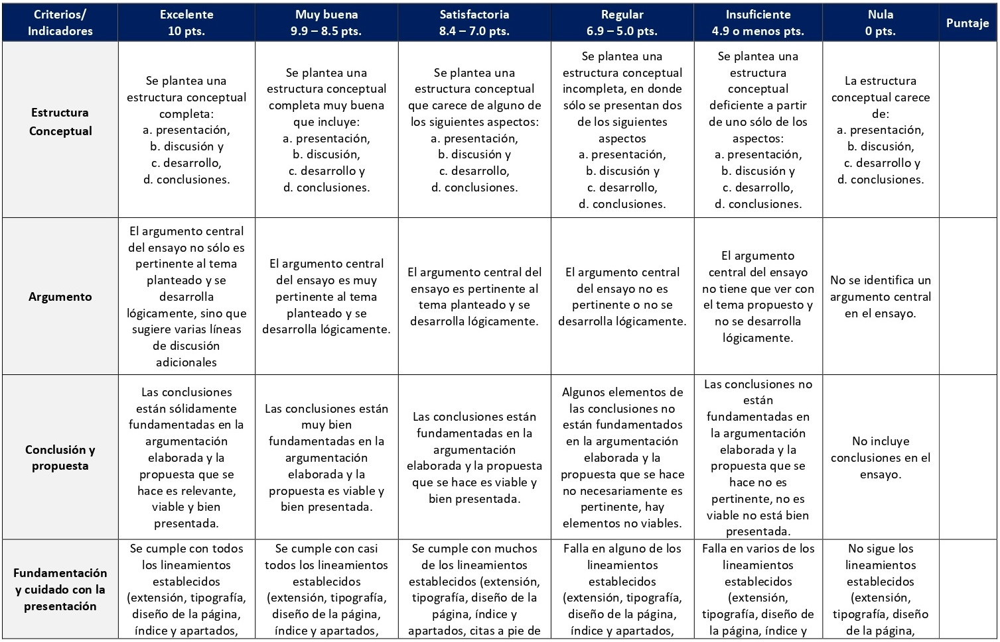 Criterios/
Indicadores
Excelente
10 pts.
Muy buena
9.9 – 8.5 pts.
Satisfactoria
8.4 – 7.0 pts.
Regular
6.9 – 5.0 pts.
Insuficiente
4.9 o menos pts.
Nula
0 pts.
Puntaje
Estructura
Conceptual
Se plantea una
estructura conceptual
completa:
a. presentación,
b. discusión y
c. desarrollo,
d. conclusiones.
Se plantea una
estructura conceptual
completa muy buena
que incluye:
a. presentación,
b. discusión,
c. desarrollo y
d. conclusiones.
Se plantea una
estructura conceptual
que carece de alguno de
los siguientes aspectos:
a. presentación,
b. discusión y
c. desarrollo,
d. conclusiones.
Se plantea una
estructura conceptual
incompleta, en donde
sólo se presentan dos
de los siguientes
aspectos
a. presentación,
b. discusión y
c. desarrollo,
d. conclusiones.
Se plantea una
estructura
conceptual
deficiente a partir
de uno sólo de los
aspectos:
a. presentación,
b. discusión y
c. desarrollo,
d. conclusiones.
La estructura
conceptual carece
de:
a. presentación,
b. discusión,
c. desarrollo y
d. conclusiones.
Argumento
El argumento central
del ensayo no sólo es
pertinente al tema
planteado y se
desarrolla
lógicamente, sino que
sugiere varias líneas
de discusión
adicionales
El argumento central
del ensayo es muy
pertinente al tema
planteado y se
desarrolla lógicamente.
El argumento central del
ensayo es pertinente al
tema planteado y se
desarrolla lógicamente.
El argumento central
del ensayo no es
pertinente o no se
desarrolla lógicamente.
El argumento
central del ensayo
no tiene que ver con
el tema propuesto y
no se desarrolla
lógicamente.
No se identifica un
argumento central
en el ensayo.
Conclusión y
propuesta
Las conclusiones
están sólidamente
fundamentadas en la
argumentación
elaborada y la
propuesta que se
hace es relevante,
viable y bien
presentada.
Las conclusiones están
muy bien
fundamentadas en la
argumentación
elaborada y la
propuesta es viable y
bien presentada.
Las conclusiones están
fundamentadas en la
argumentación
elaborada y la propuesta
que se hace es viable y
bien presentada.
Algunos elementos de
las conclusiones no
están fundamentados
en la argumentación
elaborada y la
propuesta que se hace
no necesariamente es
pertinente, hay
elementos no viables.
Las conclusiones no
están
fundamentadas en
la argumentación
elaborada y la
propuesta que se
hace no es
pertinente, no es
viable no está bien
presentada.
No incluye
conclusiones en el
ensayo.
Fundamentación
y cuidado con la
presentación
Se cumple con todos
los lineamientos
establecidos
(extensión, tipografía,
diseño de la página,
índice y apartados,
Se cumple con casi
todos los lineamientos
establecidos
(extensión, tipografía,
diseño de la página,
índice y apartados,
Se cumple con muchos
de los lineamientos
establecidos (extensión,
tipografía, diseño de la
página, índice y
apartados, citas a pie de
Falla en alguno de los
lineamientos
establecidos
(extensión, tipografía,
diseño de la página,
índice y apartados,
Falla en varios de los
lineamientos
establecidos
(extensión,
tipografía, diseño de
la página, índice y
No sigue los
lineamientos
establecidos
(extensión,
tipografía, diseño
de la página,